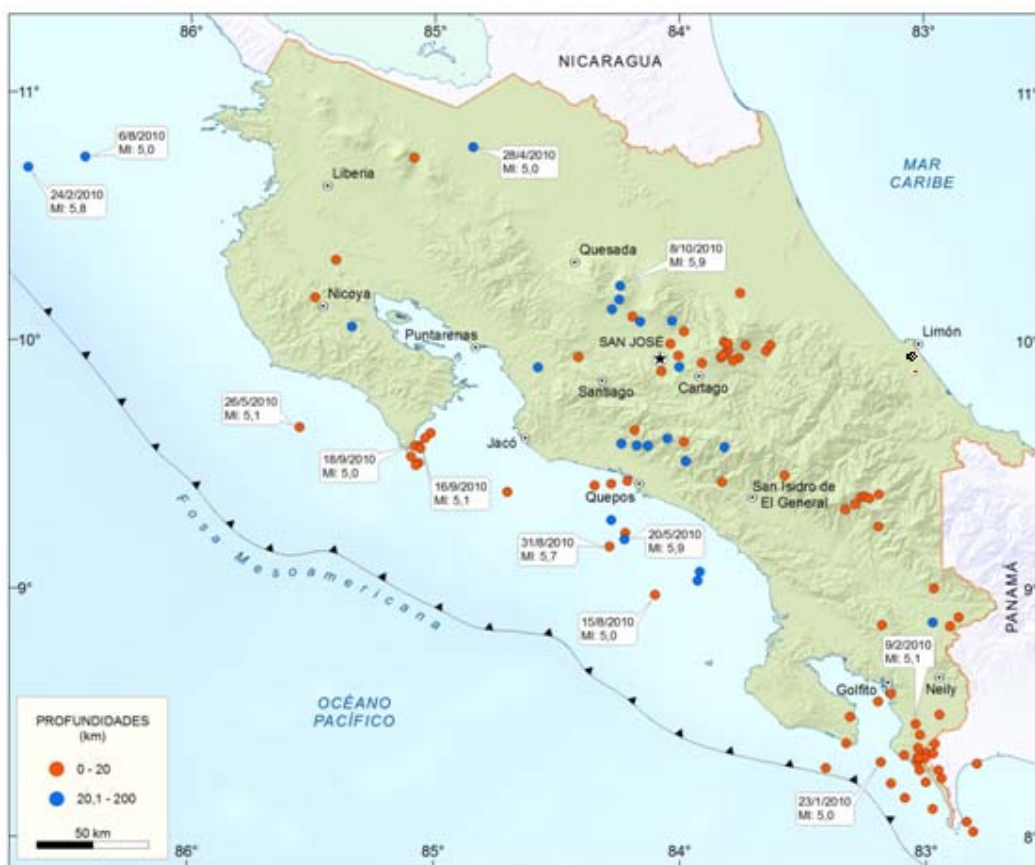 86°
85°
84°
83°
NICARAGUA
11°
11°
6/8/2010
Ml: 5,0
28/4/2010
Ml: 5,0
MAR
CARIBE
Liberia
24/2/2010
Ml: 5,8
Quesada
8/10/2010
Ml: 5,9
Nicoya
Puntarenas
SAN JOSÉ
Limón
10°
10°
Santiago
Cartago
26/5/2010
Ml: 5,1
Jacó
18/9/2010
Ml: 5,0
16/9/2010
Ml: 5,1
Quepos
San Isidro de
El General
Fosa Mesoamericana
31/8/2010
Ml: 5,7
20/5/2010
Ml: 5,9
9°
9°
PANAMÁ
15/8/2010
Ml: 5,0
9/2/2010
Ml: 5,1
Golfito
Neily
OCÉANO
PACÍFICO
PROFUNDIDADES
(km)
0 - 20
20,1 - 200
50 km
23/1/2010
Ml: 5,0
8°
8°
86°
85°
84°
83°